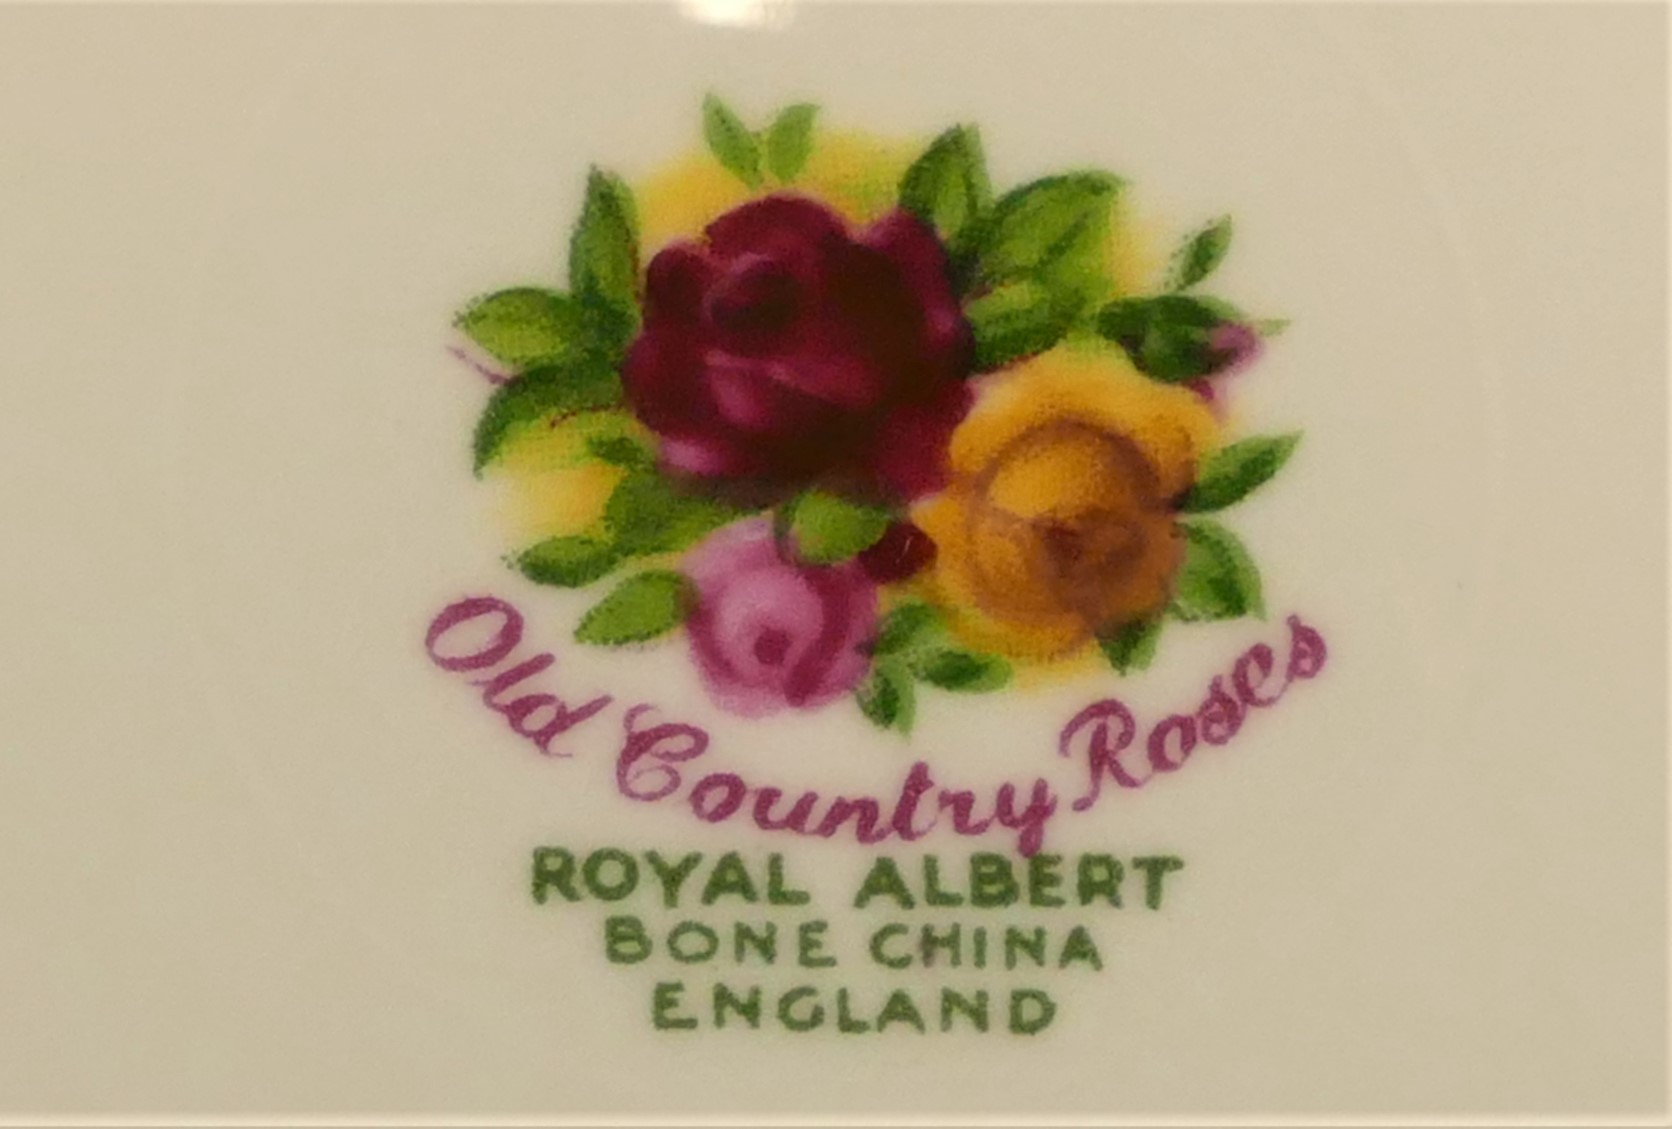 Old Country Roses
ROYAL ALBERT
BONE CHINA
ENGLAND